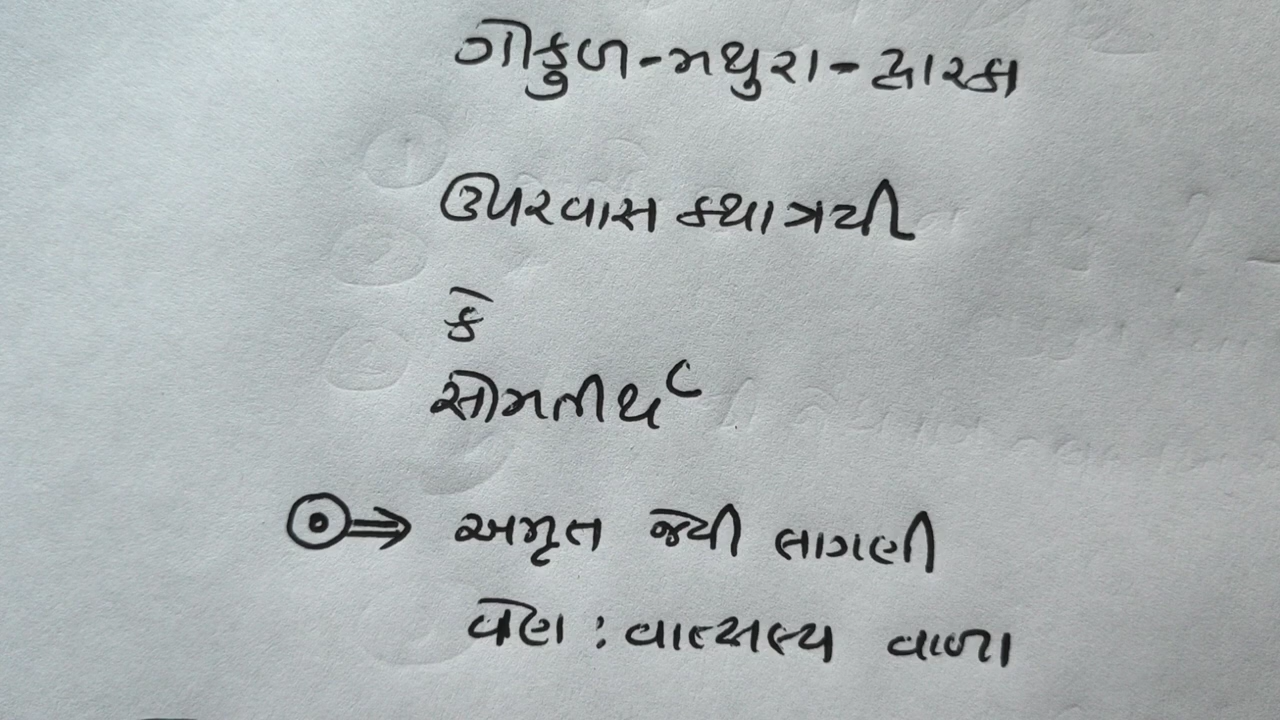 ગોકુળ-મથુરા-દ્વારકા
ઉપરવાસ કથાત્રયી
કે
સોમતીર્થ
અમૃત જેવી લાગણી
વેણ : વાત્સલ્ય વાળા